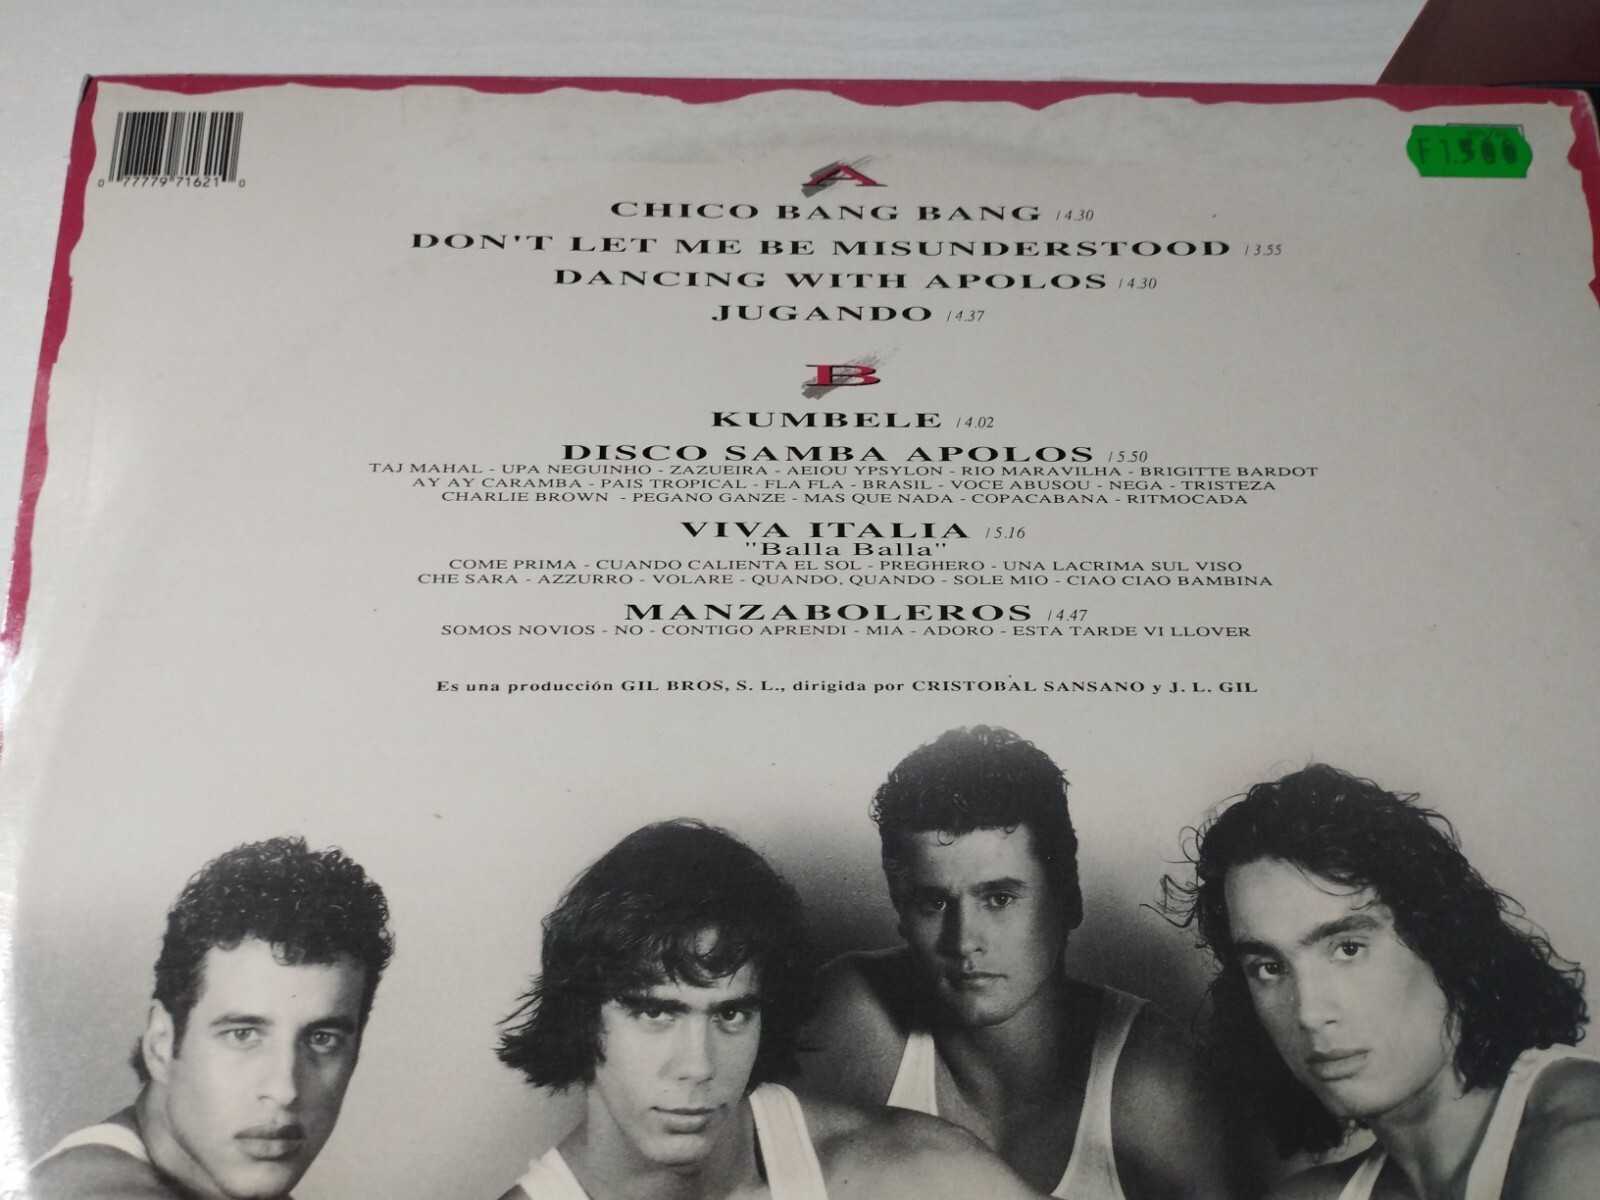 0 77779 71621 0
F 1.500
A
CHICO BANG BANG / 4.30
DON'T LET ME BE MISUNDERSTOOD / 3.55
DANCING WITH APOLOS / 4.30
JUGANDO / 4.37
B
KUMBELE / 4.02
DISCO SAMBA APOLOS / 5.50
TAJ MAHAL - UPA NEGUINHO - ZAZUEIRA - AEIOU YPSYLON - RIO MARAVILHA - BRIGITTE BARDOT
AY AY CARAMBA - PAIS TROPICAL - FLA FLA - BRASIL - VOCE ABUSOU - NEGA - TRISTEZA
CHARLIE BROWN - PEGANO GANZE - MAS QUE NADA - COPACABANA - RITMOCADA
VIVA ITALIA / 5.16
"Balla Balla"
COME PRIMA - CUANDO CALIENTA EL SOL - PREGHERO - UNA LACRIMA SUL VISO
CHE SARA - AZZURRO - VOLARE - QUANDO, QUANDO - SOLE MIO - CIAO CIAO BAMBINA
MANZABOLEROS / 4.47
SOMOS NOVIOS - NO - CONTIGO APRENDI - MIA - ADORO - ESTA TARDE VI LLOVER
Es una producción GIL BROS, S. L., dirigida por CRISTOBAL SANSANO y J. L. GIL